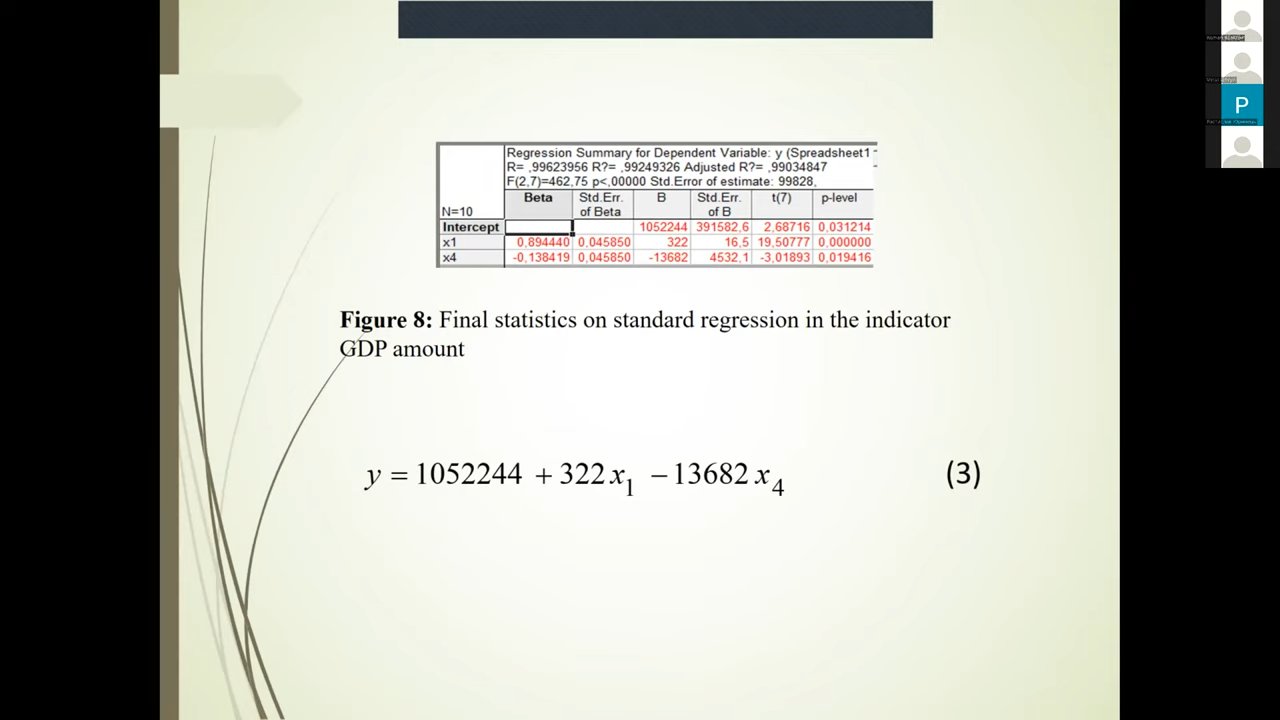 Regression Summary for Dependent Variable: y (Spreadsheet1
R= ,99623956 R?= ,99249326 Adjusted R?= ,99034847
F(2,7)=462,75 p<,00000 Std.Error of estimate: 99828,
N=10 Beta Std.Err. of Beta B Std.Err. of B t(7) p-level
Intercept 1052244 391582,6 2,68716 0,031214
x1 0,894440 0,045850 322 16,5 19,50777 0,000000
x4 -0,138419 0,045850 -13682 4532,1 -3,01893 0,019416
Figure 8: Final statistics on standard regression in the indicator
GDP amount
y = 1052244 + 322 x₁ − 13682 x₄ (3)
P